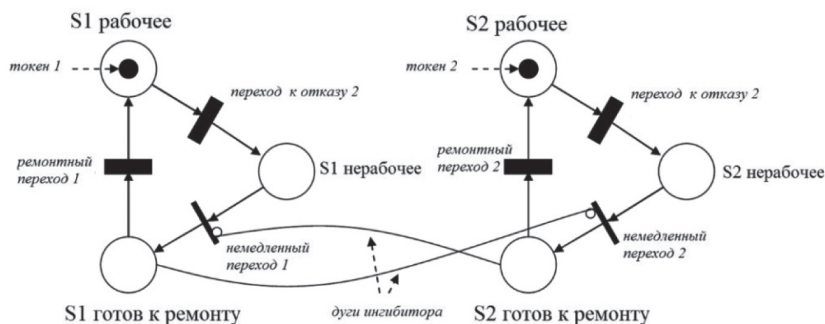 S1 рабочее
S2 рабочее
токен 1
переход к отказу 2
токен 2
переход к отказу 2
ремонтный
переход 1
S1 нерабочее
ремонтный
переход 2
S2 нерабочее
немедленный
переход 1
немедленный
переход 2
S1 готов к ремонту
дуги ингибитора
S2 готов к ремонту